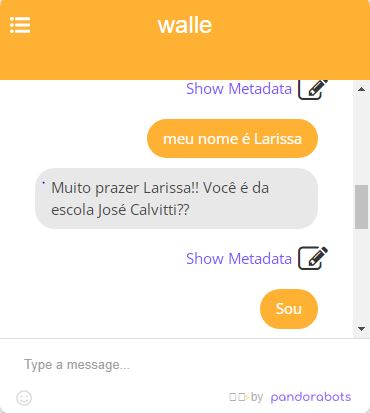 walle
Show Metadata
meu nome é Larissa
Muito prazer Larissa!! Você é da
escola José Calvitti??
Show Metadata
Sou
Type a message...
by pandorabots